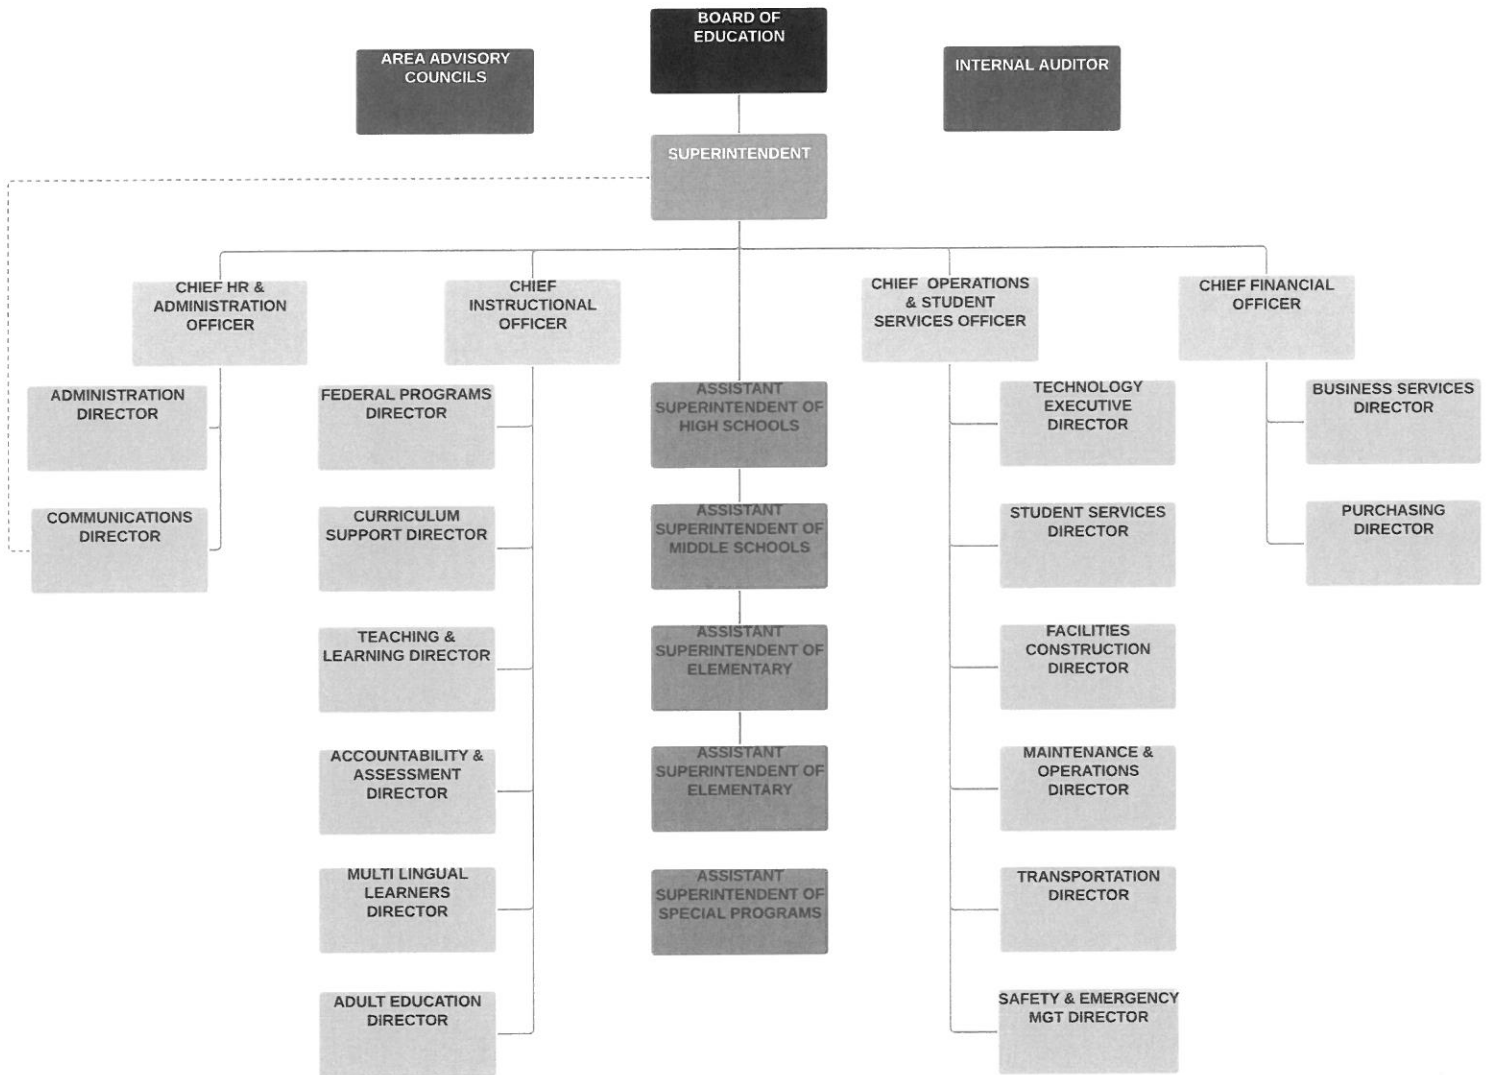 BOARD OF
EDUCATION
AREA ADVISORY
COUNCILS
INTERNAL AUDITOR
SUPERINTENDENT
CHIEF HR &
ADMINISTRATION
OFFICER
CHIEF
INSTRUCTIONAL
OFFICER
CHIEF OPERATIONS
& STUDENT
SERVICES OFFICER
CHIEF FINANCIAL
OFFICER
ADMINISTRATION
DIRECTOR
FEDERAL PROGRAMS
DIRECTOR
ASSISTANT
SUPERINTENDENT OF
HIGH SCHOOLS
TECHNOLOGY
EXECUTIVE
DIRECTOR
BUSINESS SERVICES
DIRECTOR
COMMUNICATIONS
DIRECTOR
CURRICULUM
SUPPORT DIRECTOR
ASSISTANT
SUPERINTENDENT OF
MIDDLE SCHOOLS
STUDENT SERVICES
DIRECTOR
PURCHASING
DIRECTOR
TEACHING &
LEARNING DIRECTOR
ASSISTANT
SUPERINTENDENT OF
ELEMENTARY
FACILITIES
CONSTRUCTION
DIRECTOR
ACCOUNTABILITY &
ASSESSMENT
DIRECTOR
ASSISTANT
SUPERINTENDENT OF
ELEMENTARY
MAINTENANCE &
OPERATIONS
DIRECTOR
MULTI LINGUAL
LEARNERS
DIRECTOR
ASSISTANT
SUPERINTENDENT OF
SPECIAL PROGRAMS
TRANSPORTATION
DIRECTOR
ADULT EDUCATION
DIRECTOR
SAFETY & EMERGENCY
MGT DIRECTOR